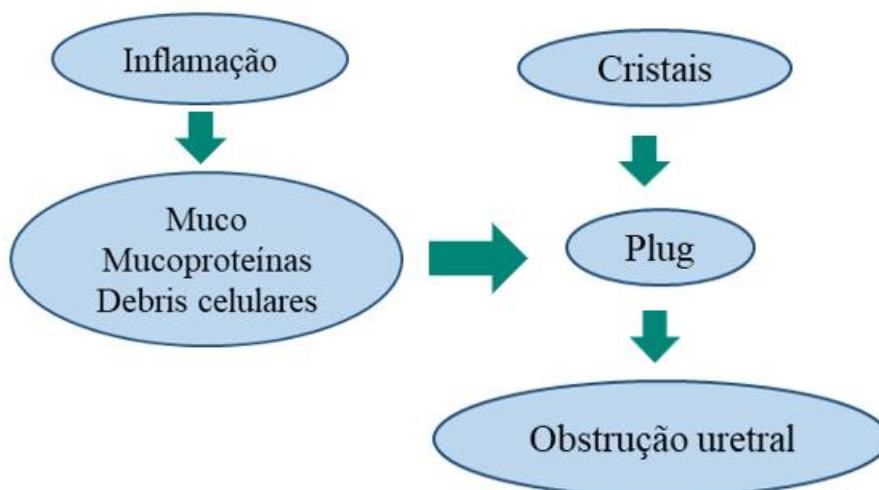 Inflamação
Cristais
Muco
Mucoproteínas
Debris celulares
Plug
Obstrução uretral